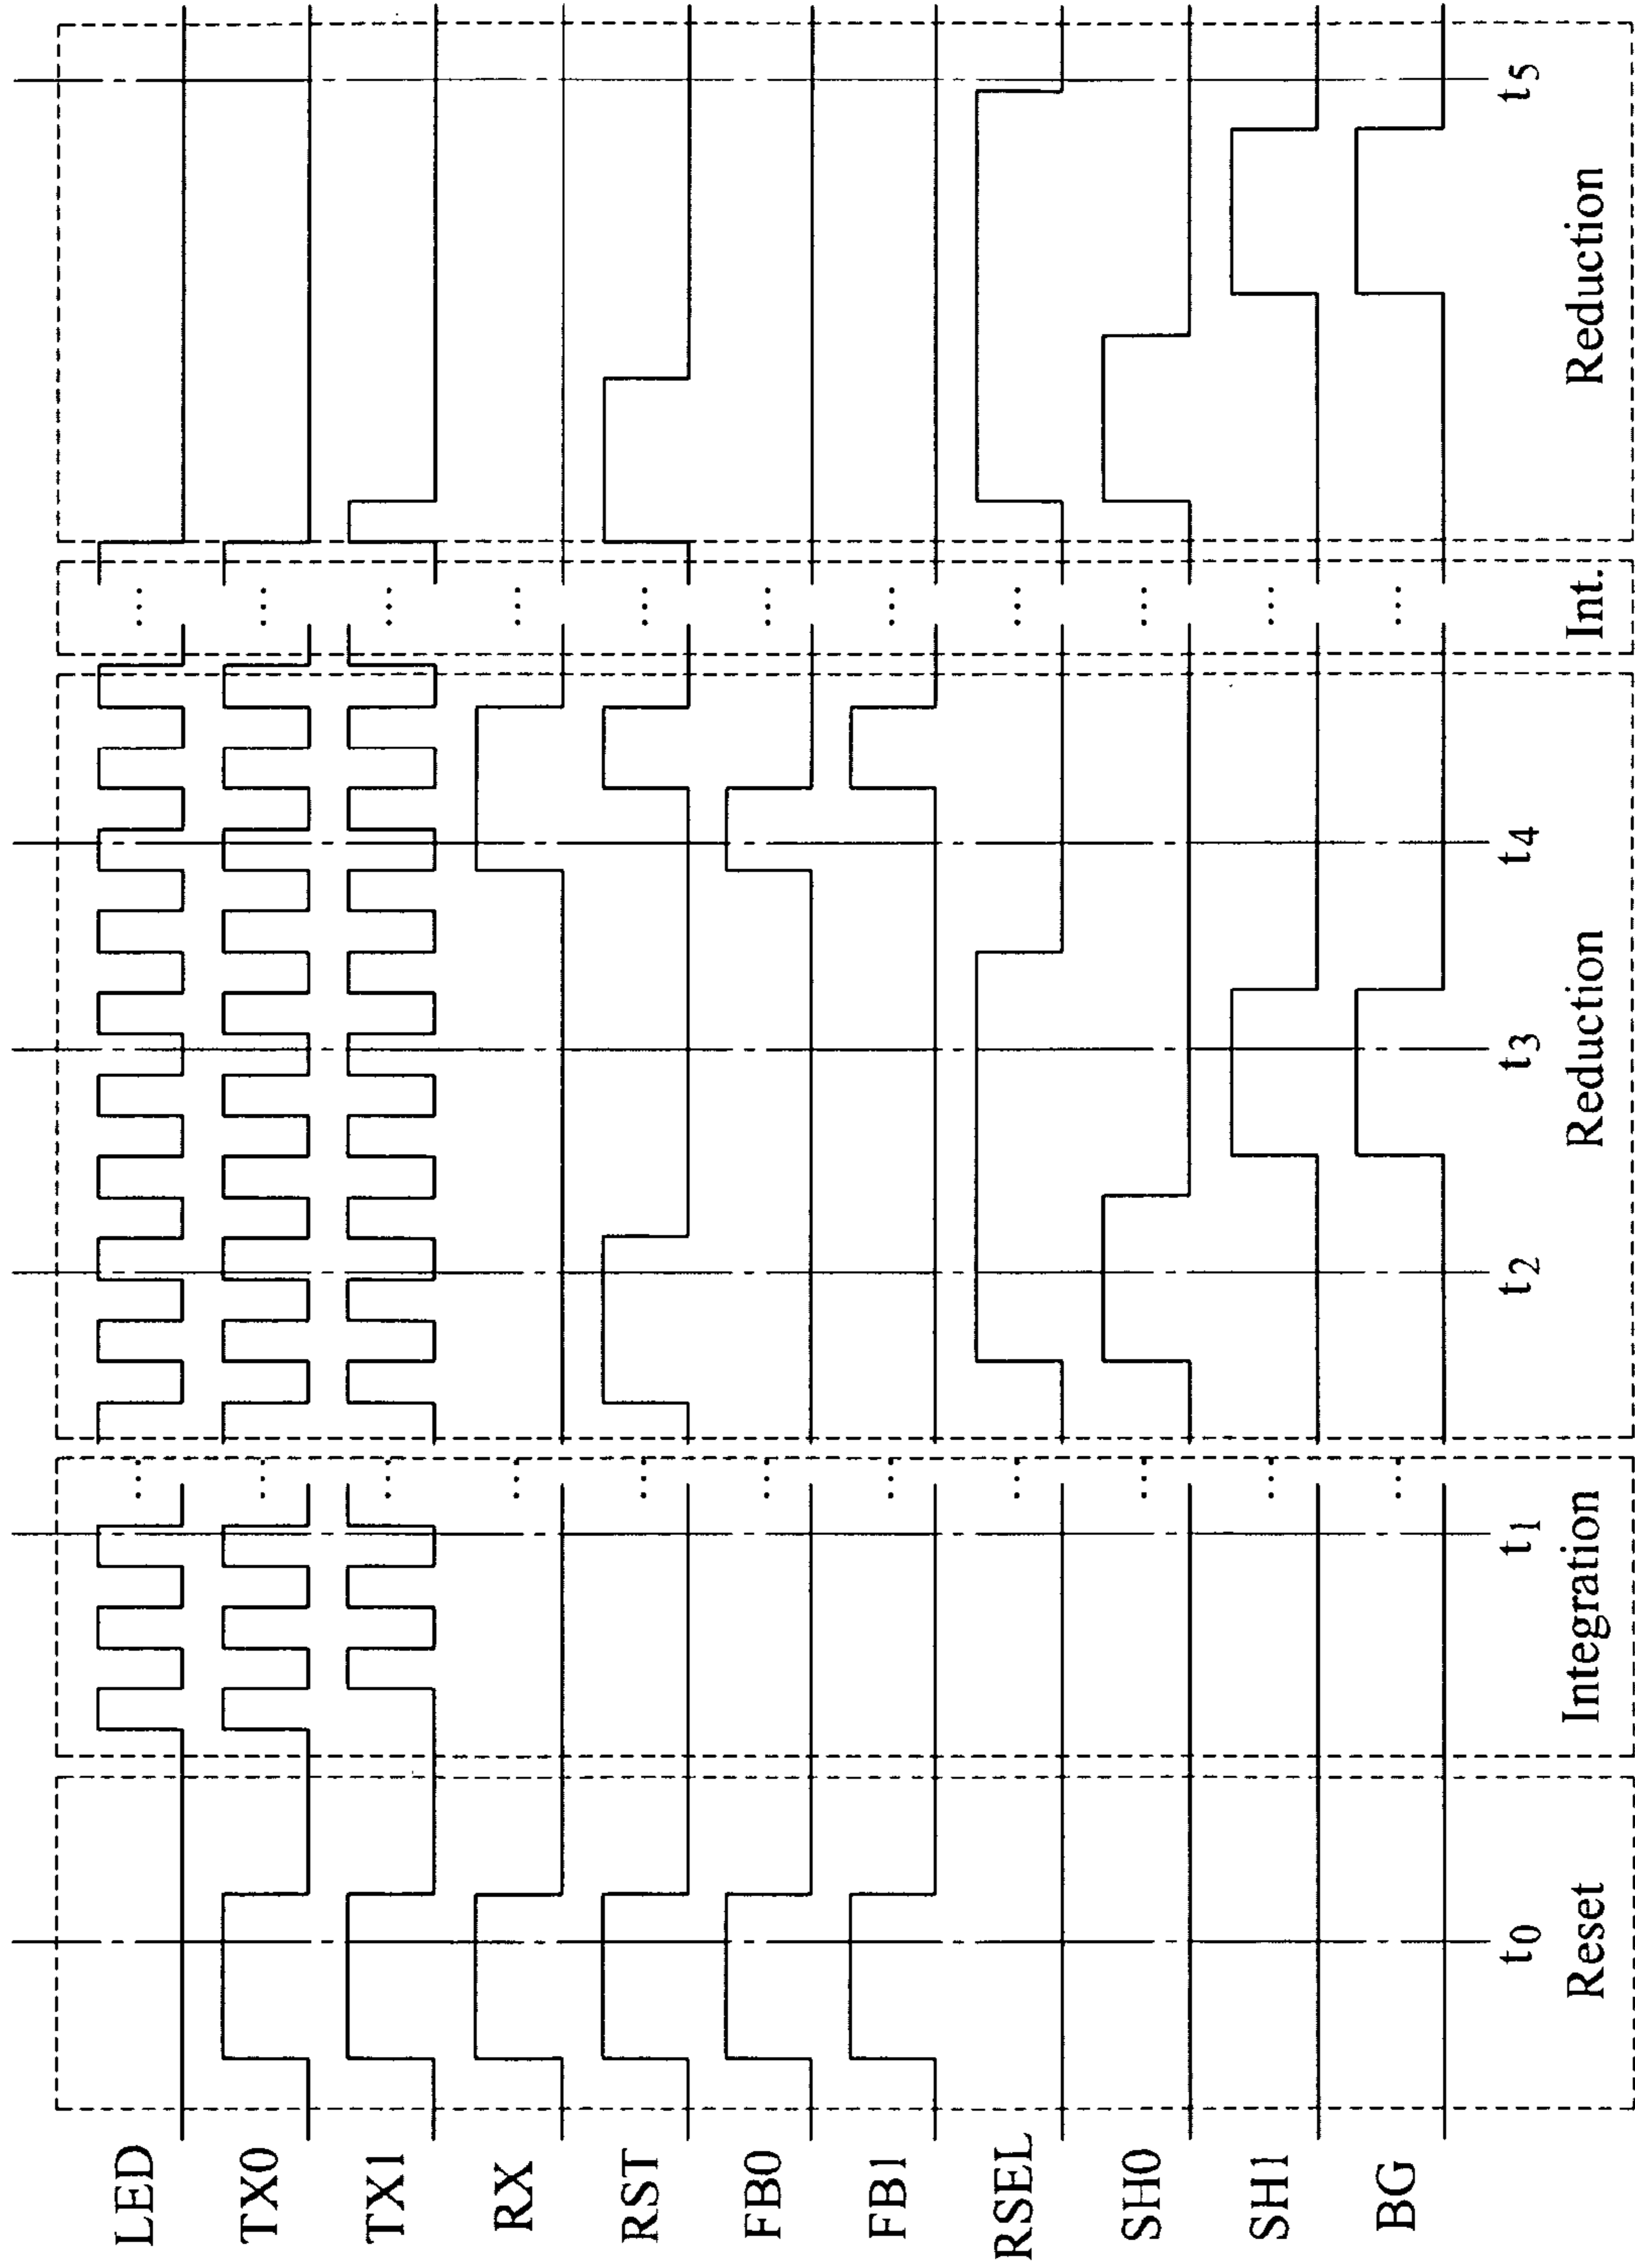 LED
TX0
TX1
RX
RST
FB0
FB1
RSEL
SH0
SH1
BG
... ... ...
... ... ...
... ... ...
... ... ...
... ... ...
... ... ...
... ... ...
t0 t1 t2 t3 t4 t5
Reset Integration Reduction Int. Reduction